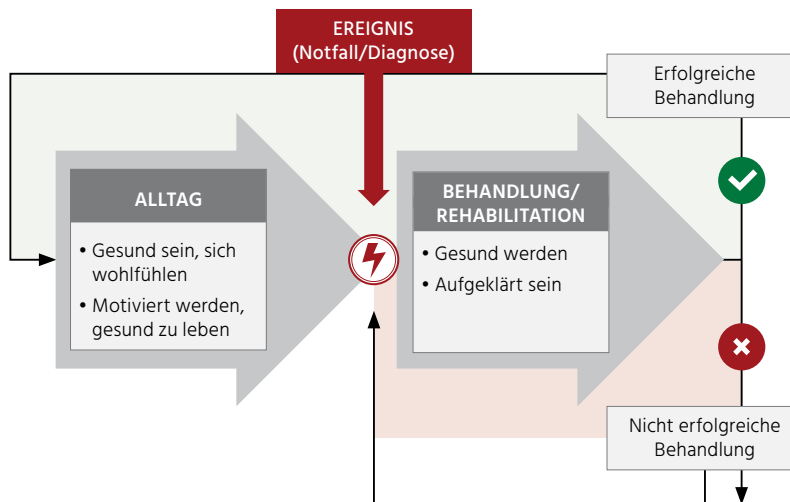 EREIGNIS
(Notfall/Diagnose)
Erfolgreiche
Behandlung
ALLTAG
• Gesund sein, sich
wohlfühlen
• Motiviert werden,
gesund zu leben
BEHANDLUNG/
REHABILITATION
• Gesund werden
• Aufgeklärt sein
Nicht erfolgreiche
Behandlung